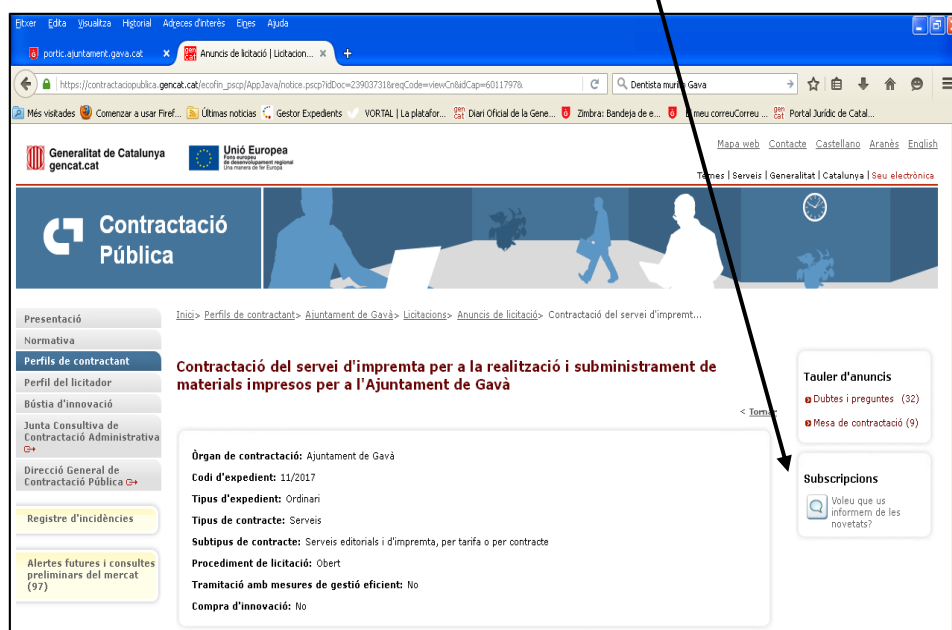 Fitxer Edita Visualitza Historial Adreces d'interès Eines Ajuda
portic.ajuntament.gava.cat
Anuncis de licitació | Licitacion...
https://contractaciopublica.gencat.cat/ecofin_pscp/AppJava/notice.pscp?idDoc=23903731&reqCode=viewCn&idCap=6011797&
Dentista Gava
Més visitades Comenzar a usar Firef... Últimas noticias Gestor Expedients VORTAL | La platafor... Diari Oficial de la Gene... Zimbra: Bandeja de e... meu correuCorreu ... Portal Jurídic de Catal...
Mapa web Contacte Castellano Aranès English
Generalitat de Catalunya
gencat.cat
Unió Europea
Fons europeu
de desenvolupament regional
Una manera de fer Europa
Temes | Serveis | Generalitat | Catalunya | Seu electrònica
Contractació
Pública
Inici> Perfils de contractant> Ajuntament de Gavà> Licitacions> Anuncis de licitació> Contractació del servei d'impremt...
Presentació
Normativa
Perfils de contractant
Perfil del licitador
Bústia d'innovació
Junta Consultiva de
Contractació Administrativa
Direcció General de
Contractació Pública
Registre d'incidències
Alertes futures i consultes
preliminars del mercat
(97)
Contractació del servei d'impremta per a la realització i subministrament de
materials impresos per a l'Ajuntament de Gavà
< Tornar
Òrgan de contractació: Ajuntament de Gavà
Codi d'expedient: 11/2017
Tipus d'expedient: Ordinari
Tipus de contracte: Serveis
Subtipus de contracte: Serveis editorials i d'impremta, per tarifa o per contracte
Procediment de licitació: Obert
Tramitació amb mesures de gestió eficient: No
Compra d'innovació: No
Tauler d'anuncis
Dubtes i preguntes (32)
Mesa de contractació (9)
Subscripcions
Voleu que us
informem de les
novetats?